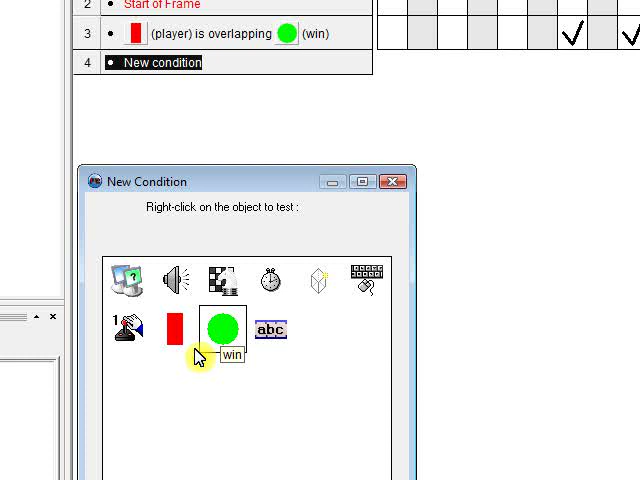 2 • Start of Frame
3 • (player) is overlapping (win)
4 • New condition
New Condition
Right-click on the object to test :
?
1
abc
win